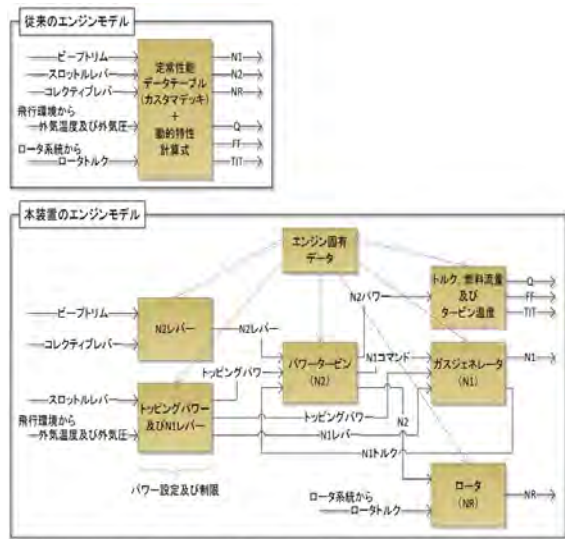 従来のエンジンモデル
ビープトリム
スロットルレバー
コレクティブレバー
飛行環境から
外気温度及び外気圧
ロータ系統から
ロータトルク
定常性能
データテーブル
(カスタマデッキ)
+
動的特性
計算式
N1
N2
NR
Q
FF
TIT
本装置のエンジンモデル
エンジン固有
データ
ビープトリム
コレクティブレバー
N2レバー
N2レバー
スロットルレバー
飛行環境から
外気温度及び外気圧
トッピングパワー
及びN1レバー
トッピングパワー
パワータービン
(N2)
N2パワー
N1コマンド
トッピングパワー
N1レバー
N2
N1トルク
トルク、燃料流量
及び
タービン温度
Q
FF
TIT
ガスジェネレータ
(N1)
N1
パワー設定及び制限
ロータ系統から
ロータトルク
ロータ
(NR)
NR